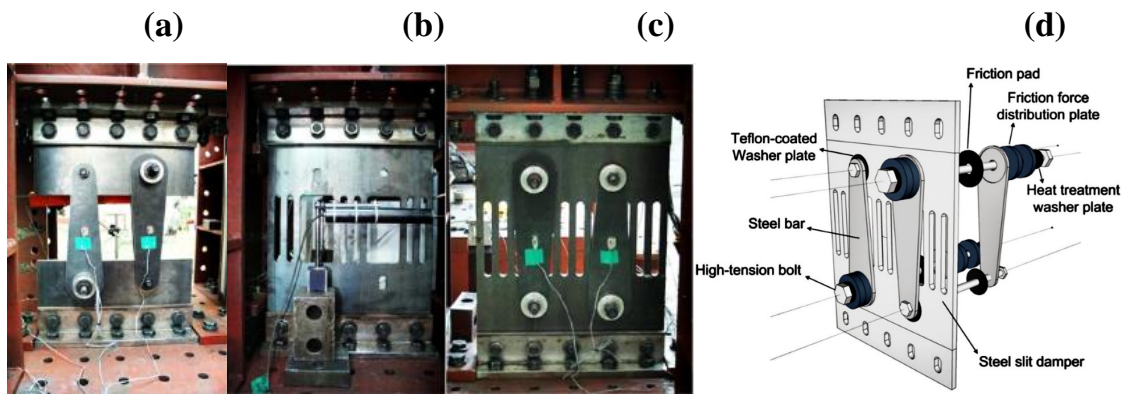 (a)
(b)
(c)
(d)
Friction pad
Friction force
distribution plate
Teflon-coated
Washer plate
Heat treatment
washer plate
Steel bar
High-tension bolt
Steel slit damper